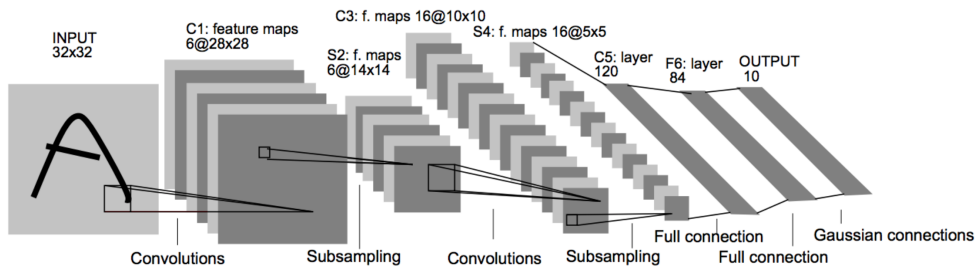 INPUT
32x32
C1: feature maps
6@28x28
S2: f. maps
6@14x14
C3: f. maps 16@10x10
S4: f. maps 16@5x5
C5: layer
120
F6: layer
84
OUTPUT
10
Convolutions
Subsampling
Convolutions
Subsampling
Full connection
Full connection
Gaussian connections
A